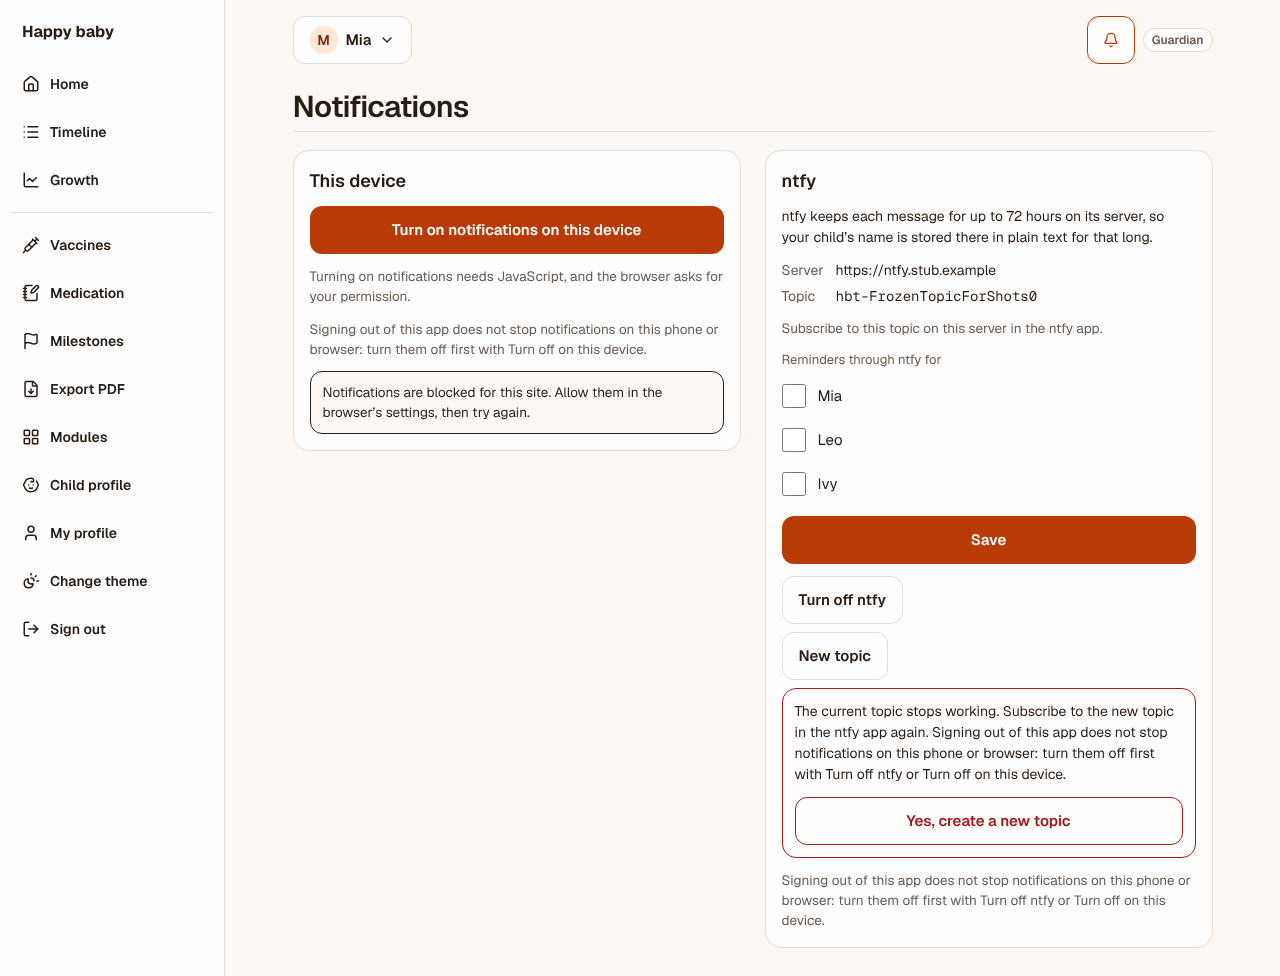 Happy baby
Home
Timeline
Growth
Vaccines
Medication
Milestones
Export PDF
Modules
Child profile
My profile
Change theme
Sign out
M Mia
Guardian
Notifications
This device
Turn on notifications on this device
Turning on notifications needs JavaScript, and the browser asks for
your permission.
Signing out of this app does not stop notifications on this phone or
browser: turn them off first with Turn off on this device.
Notifications are blocked for this site. Allow them in the
browser’s settings, then try again.
ntfy
ntfy keeps each message for up to 72 hours on its server, so
your child’s name is stored there in plain text for that long.
Server https://ntfy.stub.example
Topic hbt-FrozenTopicForShots0
Subscribe to this topic on this server in the ntfy app.
Reminders through ntfy for
Mia
Leo
Ivy
Save
Turn off ntfy
New topic
The current topic stops working. Subscribe to the new topic
in the ntfy app again. Signing out of this app does not stop
notifications on this phone or browser: turn them off first
with Turn off ntfy or Turn off on this device.
Yes, create a new topic
Signing out of this app does not stop notifications on this phone or
browser: turn them off first with Turn off ntfy or Turn off on this
device.